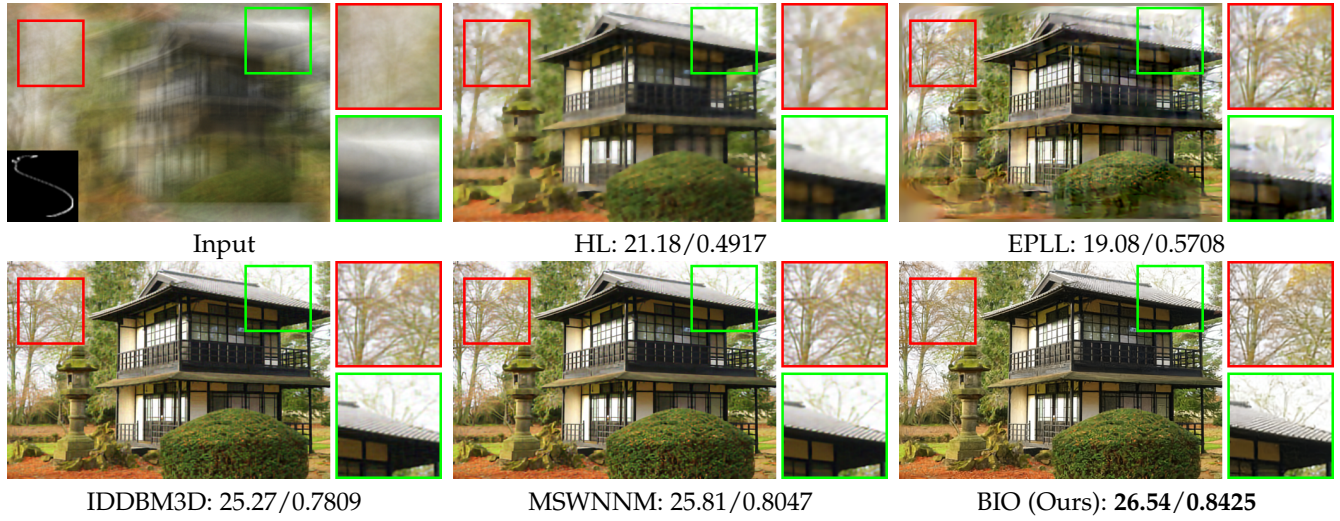 Input
HL: 21.18/0.4917
EPLL: 19.08/0.5708
IDDBM3D: 25.27/0.7809
MSWNNM: 25.81/0.8047
BIO (Ours): 26.54/0.8425